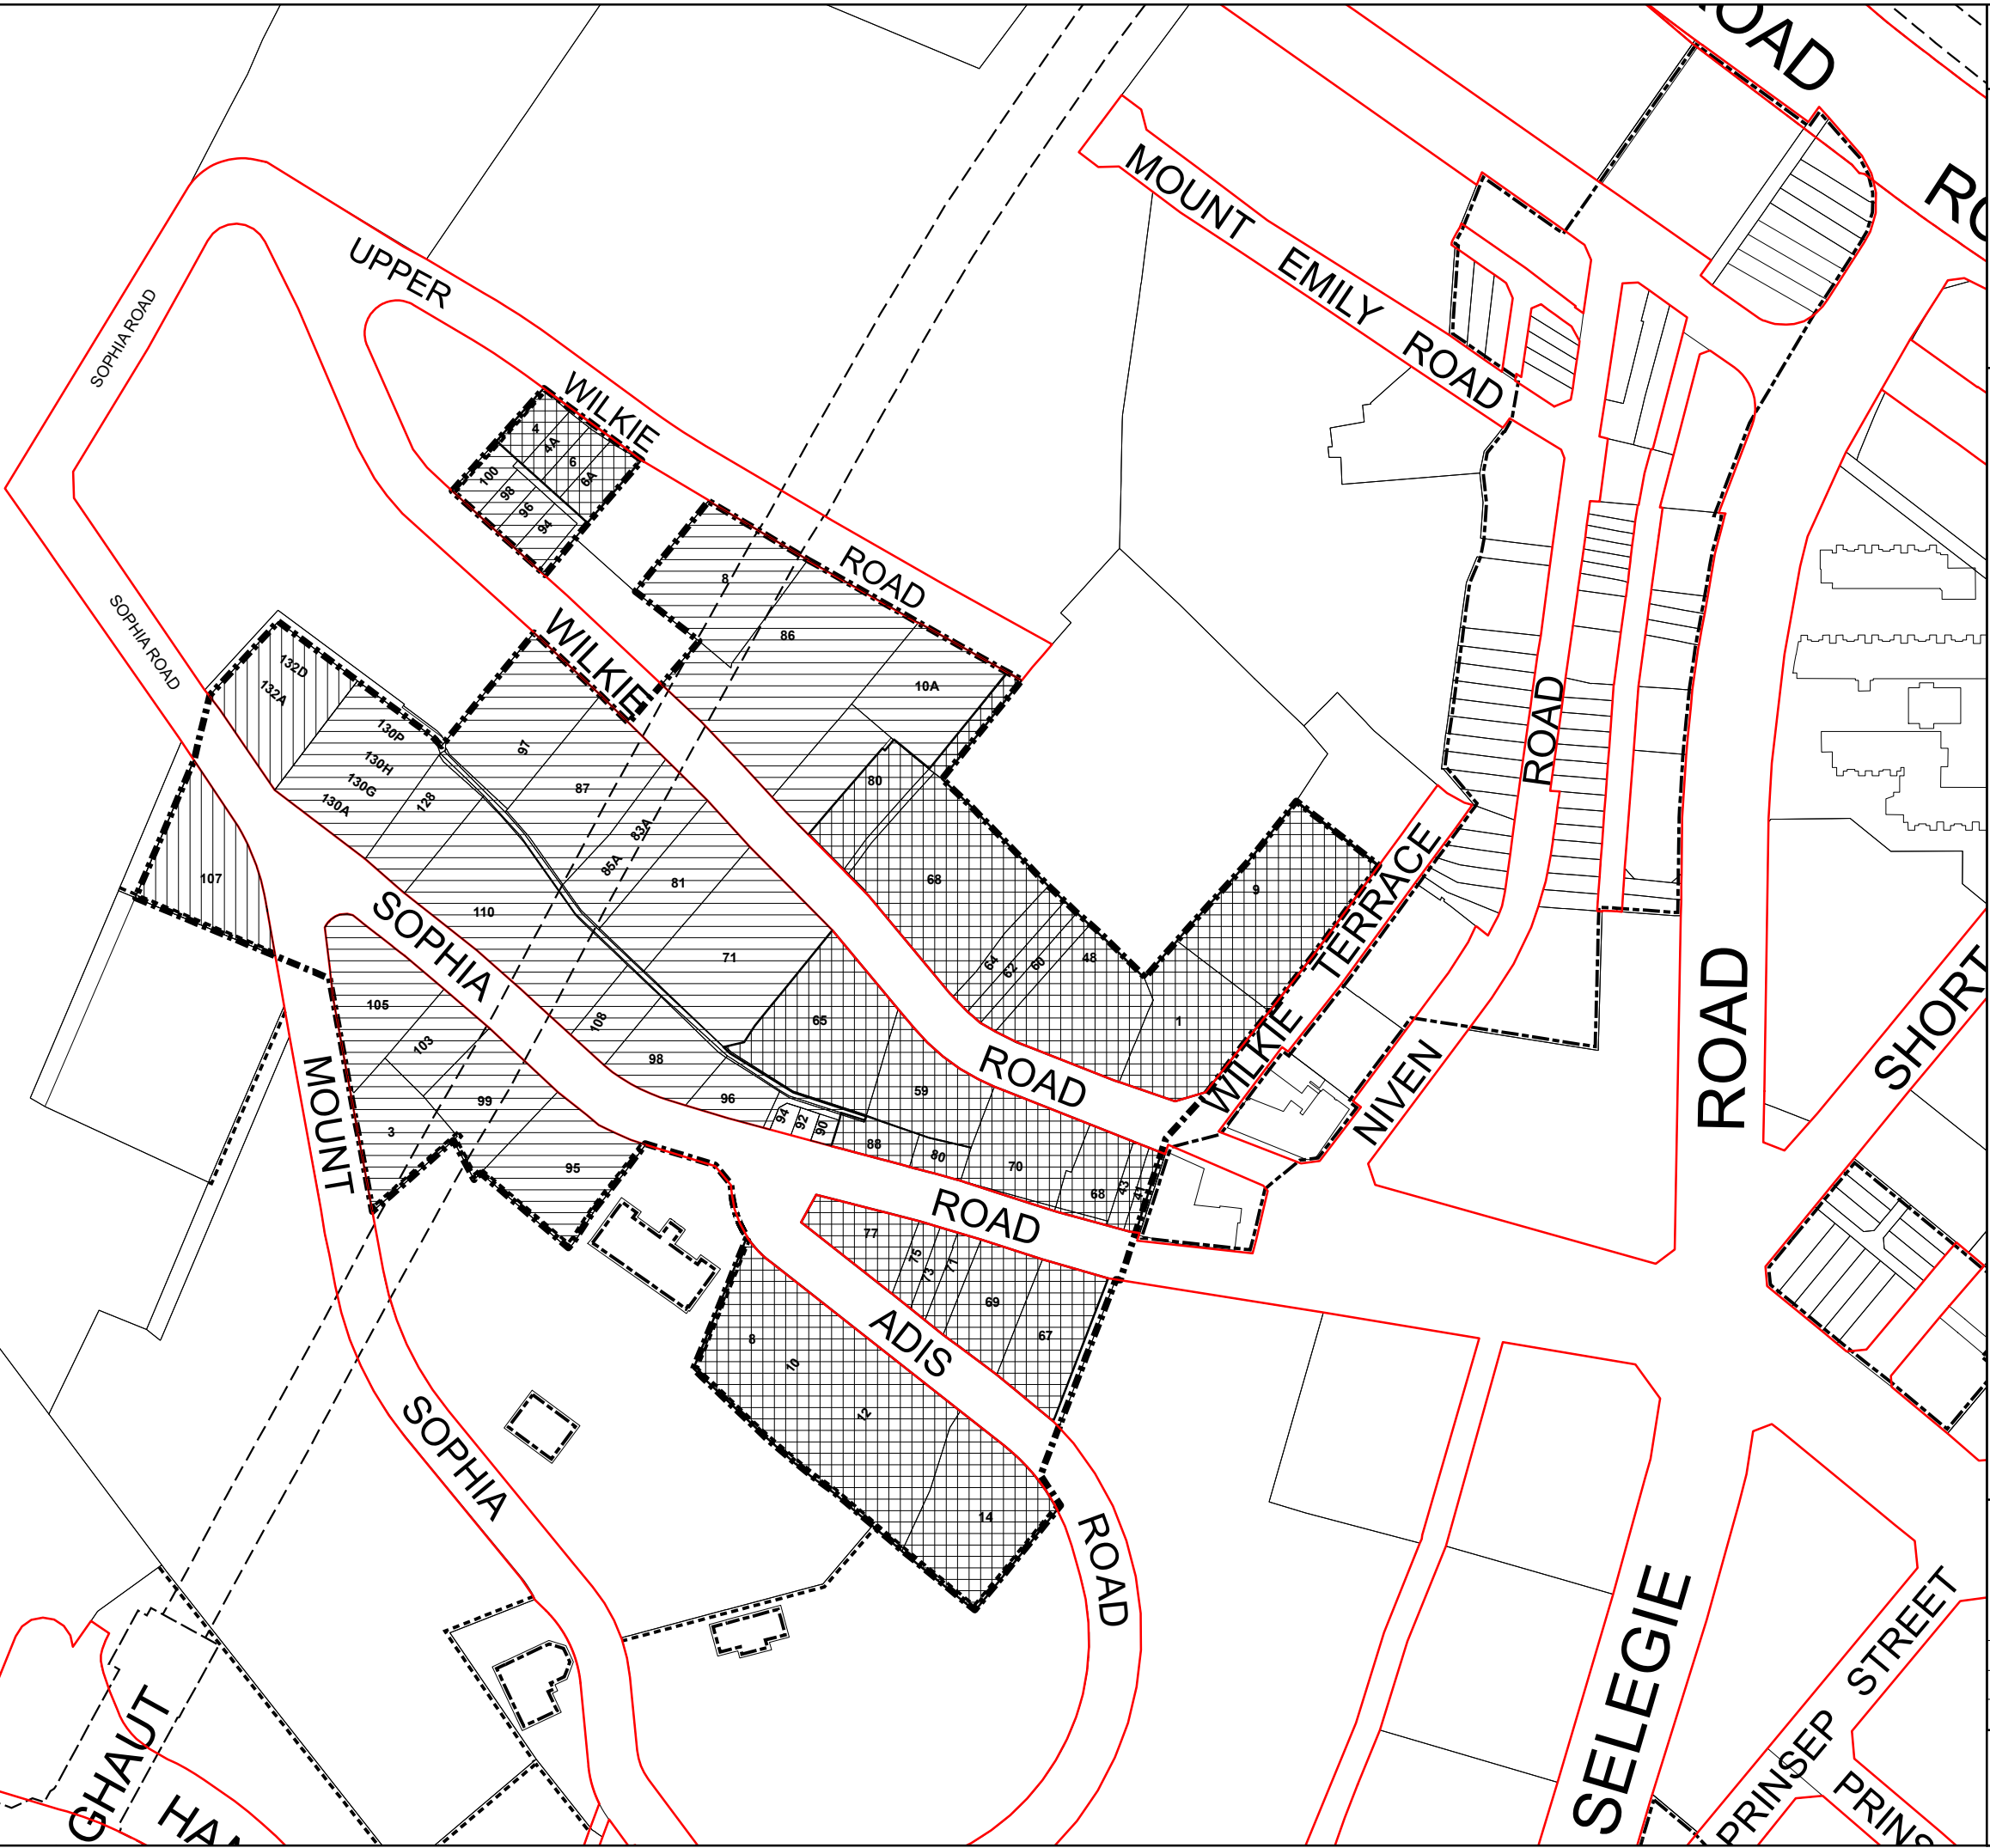 OAD
RO
MOUNT EMILY ROAD
UPPER
WILKIE
ROAD
SOPHIA ROAD
SOPHIA ROAD
4
4A
6
6A
100
98
96
94
8
86
10A
WILKIE
ROAD
132D
132A
130P
130H
130G
130A
128
97
87
83A
85A
81
80
68
9
107
110
71
64
62
60
48
1
SOPHIA
ROAD
WILKIE TERRACE
NIVEN
ROAD
ROAD
SHORT
105
103
108
98
65
59
99
96
94
92
90
88
80
70
68
43
41
3
95
MOUNT
SOPHIA
77
75
73
71
69
67
8
10
12
14
ADIS
ROAD
SELEGIE
PRINSEP STREET
PRINS
GHAUT
HAN